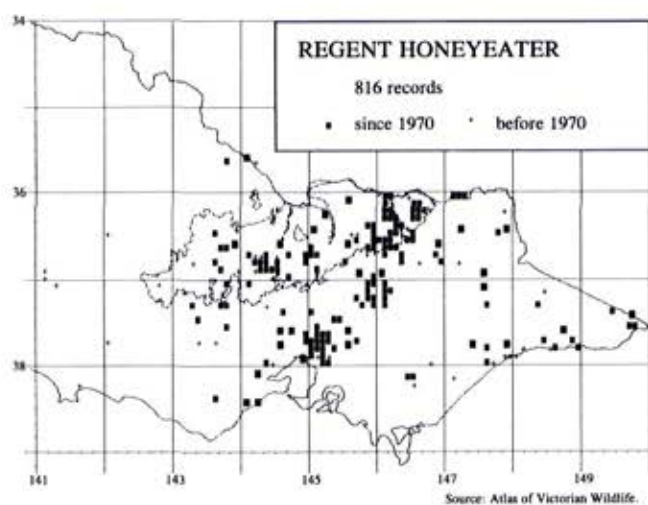 34
REGENT HONEYEATER
816 records
since 1970 before 1970
36
38
141 143 145 147 149
Source: Atlas of Victorian Wildlife.